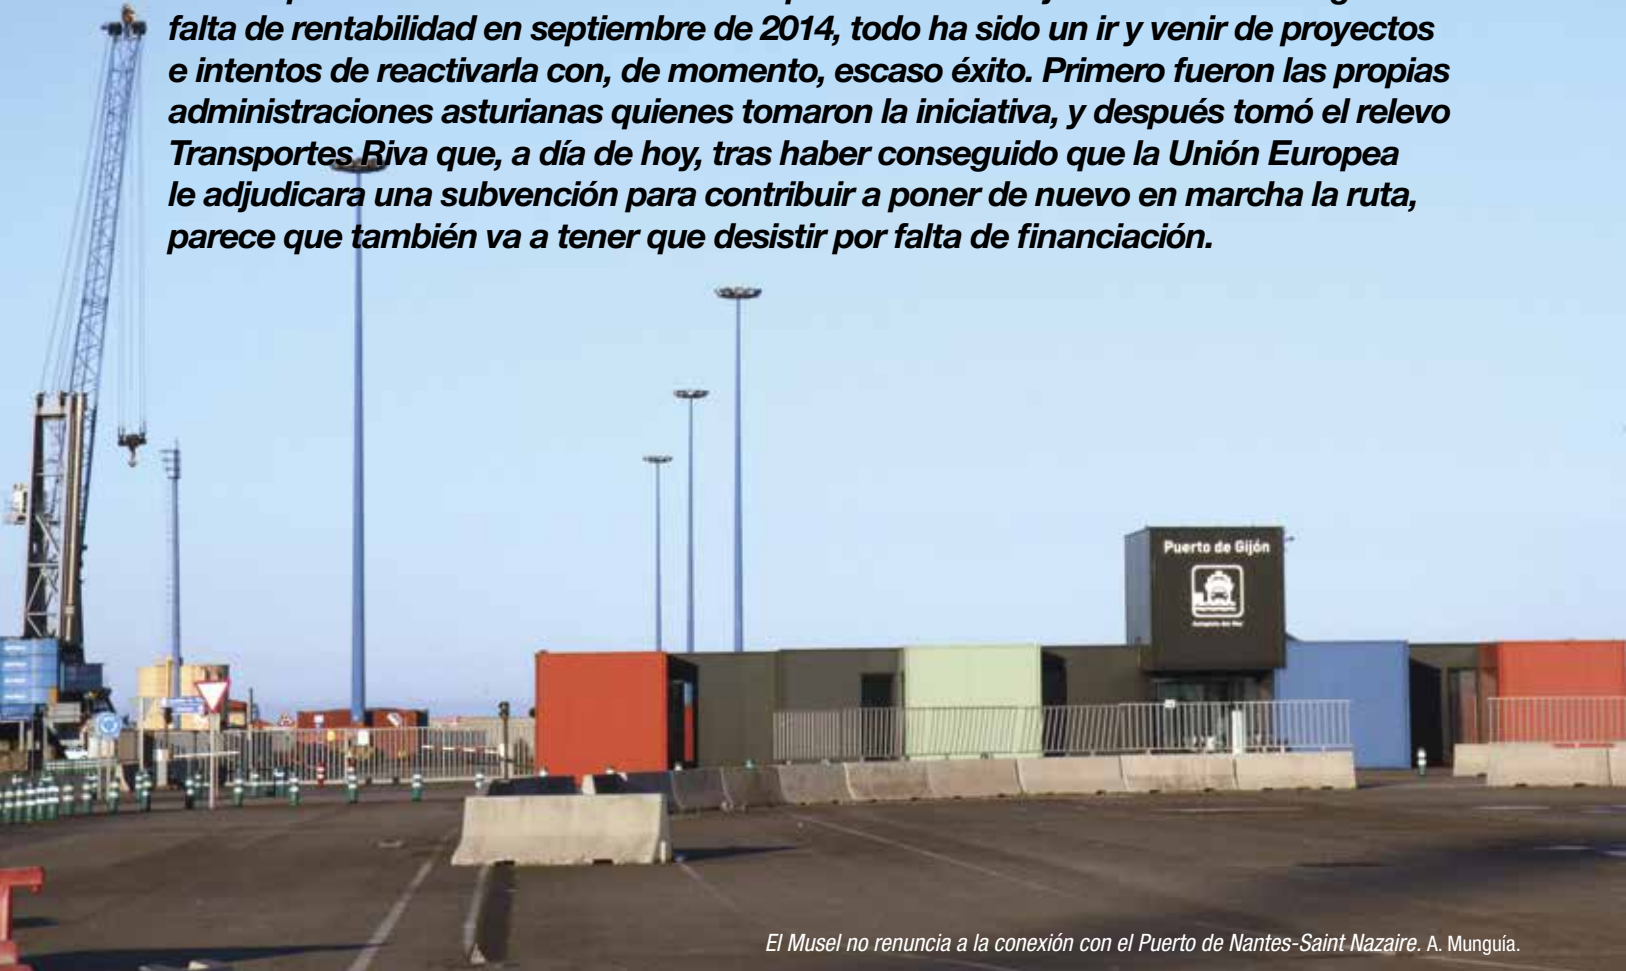 falta de rentabilidad en septiembre de 2014, todo ha sido un ir y venir de proyectos
e intentos de reactivarla con, de momento, escaso éxito. Primero fueron las propias
administraciones asturianas quienes tomaron la iniciativa, y después tomó el relevo
Transportes Riva que, a día de hoy, tras haber conseguido que la Unión Europea
le adjudicara una subvención para contribuir a poner de nuevo en marcha la ruta,
parece que también va a tener que desistir por falta de financiación.
Puerto de Gijón
Autopista del Mar
El Musel no renuncia a la conexión con el Puerto de Nantes-Saint Nazaire. A. Munguía.